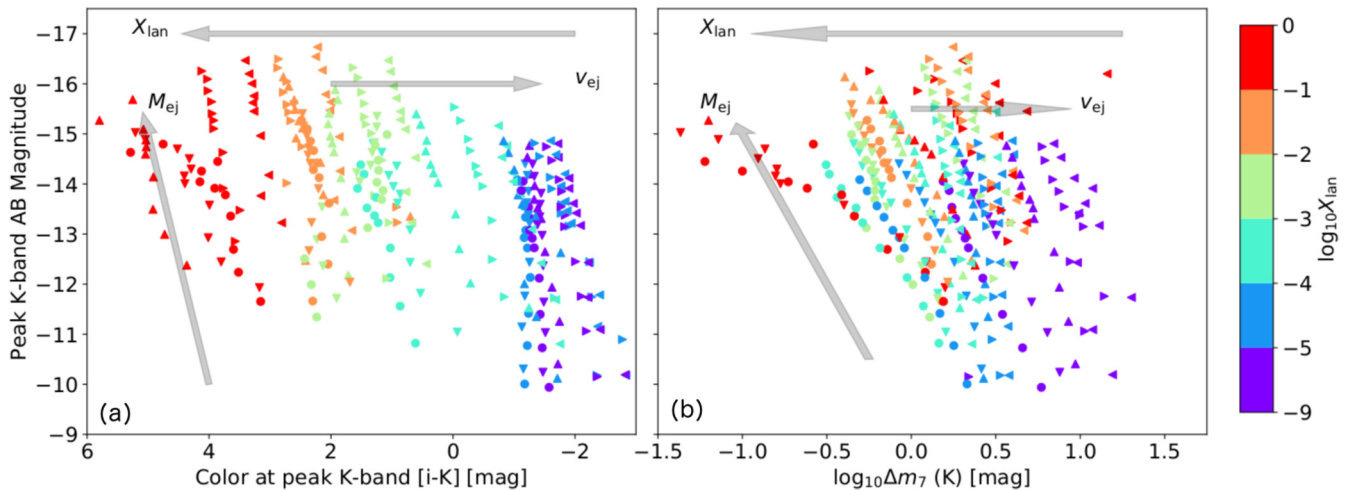 −17
−16
−15
−14
−13
−12
−11
−10
−9
Peak K-band AB Magnitude
X_lan
v_ej
M_ej
(a)
6 4 2 0 −2
Color at peak K-band [i-K] [mag]
X_lan
v_ej
M_ej
(b)
−1.5 −1.0 −0.5 0.0 0.5 1.0 1.5
log₁₀Δm₇ (K) [mag]
0
−1
−2
−3
−4
−5
−9
log₁₀X_lan